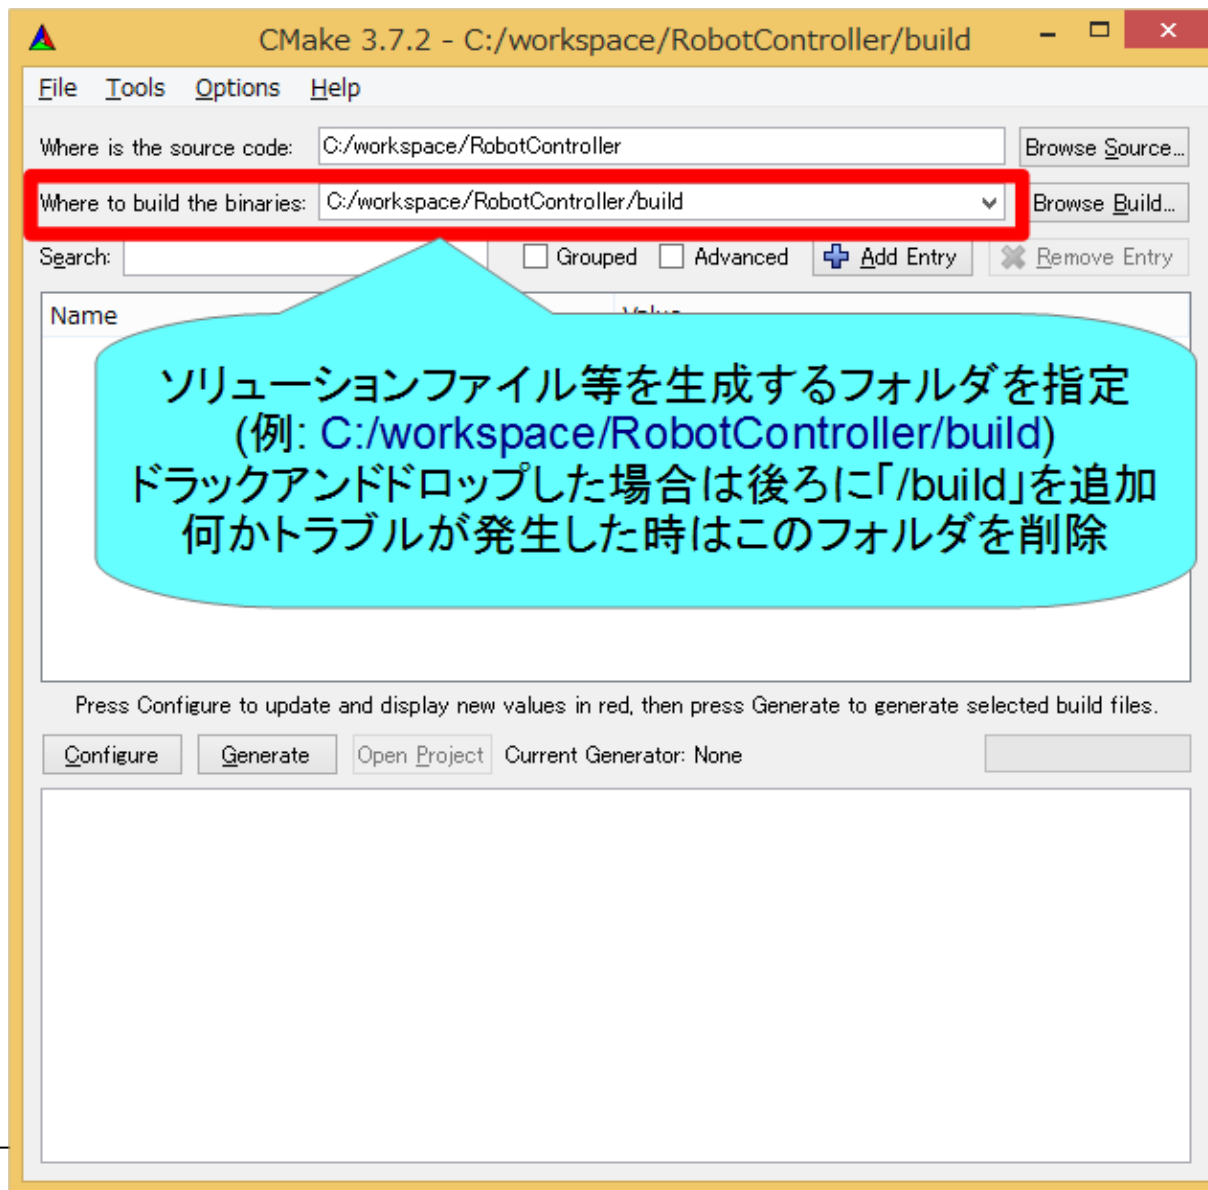 CMake 3.7.2 - C:/workspace/RobotController/build
File Tools Options Help
Where is the source code: C:/workspace/RobotController Browse Source...
Where to build the binaries: C:/workspace/RobotController/build Browse Build...
Search: Grouped Advanced Add Entry Remove Entry
Name
ソリューションファイル等を生成するフォルダを指定
(例: C:/workspace/RobotController/build)
ドラックアンドドロップした場合は後ろに「/build」を追加
何かトラブルが発生した時はこのフォルダを削除
Press Configure to update and display new values in red, then press Generate to generate selected build files.
Configure Generate Open Project Current Generator: None